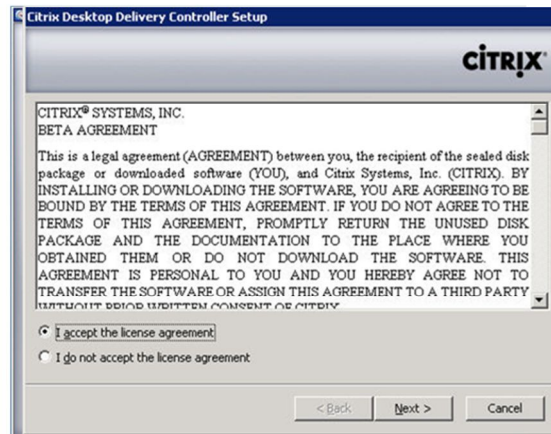 Citrix Desktop Delivery Controller Setup
CITRIX
CITRIX® SYSTEMS, INC.
BETA AGREEMENT
This is a legal agreement (AGREEMENT) between you, the recipient of the sealed disk
package or downloaded software (YOU), and Citrix Systems, Inc. (CITRIX). BY
INSTALLING OR DOWNLOADING THE SOFTWARE, YOU ARE AGREEING TO BE
BOUND BY THE TERMS OF THIS AGREEMENT. IF YOU DO NOT AGREE TO THE
TERMS OF THIS AGREEMENT, PROMPTLY RETURN THE UNUSED DISK
PACKAGE AND THE DOCUMENTATION TO THE PLACE WHERE YOU
OBTAINED THEM OR DO NOT DOWNLOAD THE SOFTWARE. THIS
AGREEMENT IS PERSONAL TO YOU AND YOU HEREBY AGREE NOT TO
TRANSFER THE SOFTWARE OR ASSIGN THIS AGREEMENT TO A THIRD PARTY
WITHOUT PRIOR WRITTEN CONSENT OF CITRIX
I accept the license agreement
I do not accept the license agreement
< Back Next > Cancel